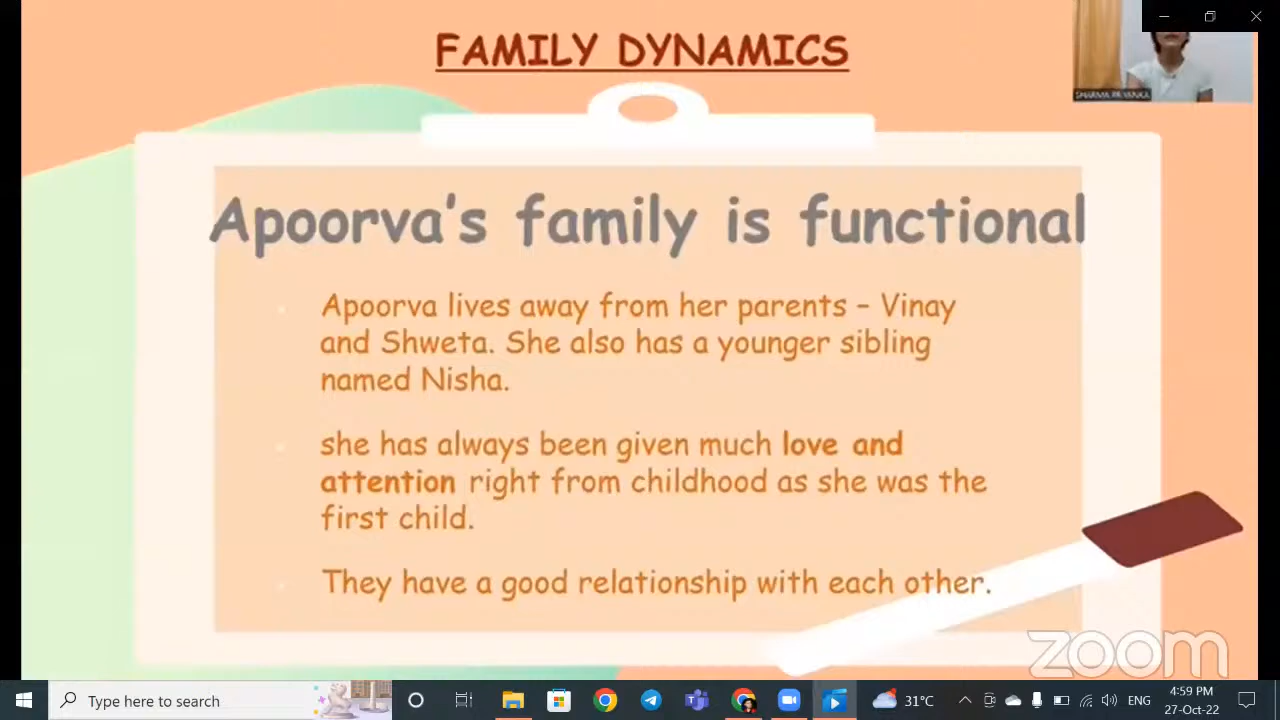 FAMILY DYNAMICS
SHARMA PRIYANKA
Apoorva's family is functional
Apoorva lives away from her parents – Vinay
and Shweta. She also has a younger sibling
named Nisha.
she has always been given much love and
attention right from childhood as she was the
first child.
They have a good relationship with each other.
zoom
Type here to search
31°C
ENG
4:59 PM
27-Oct-22